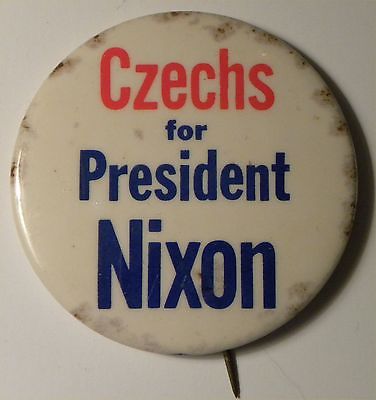 Czechs
for
President
Nixon